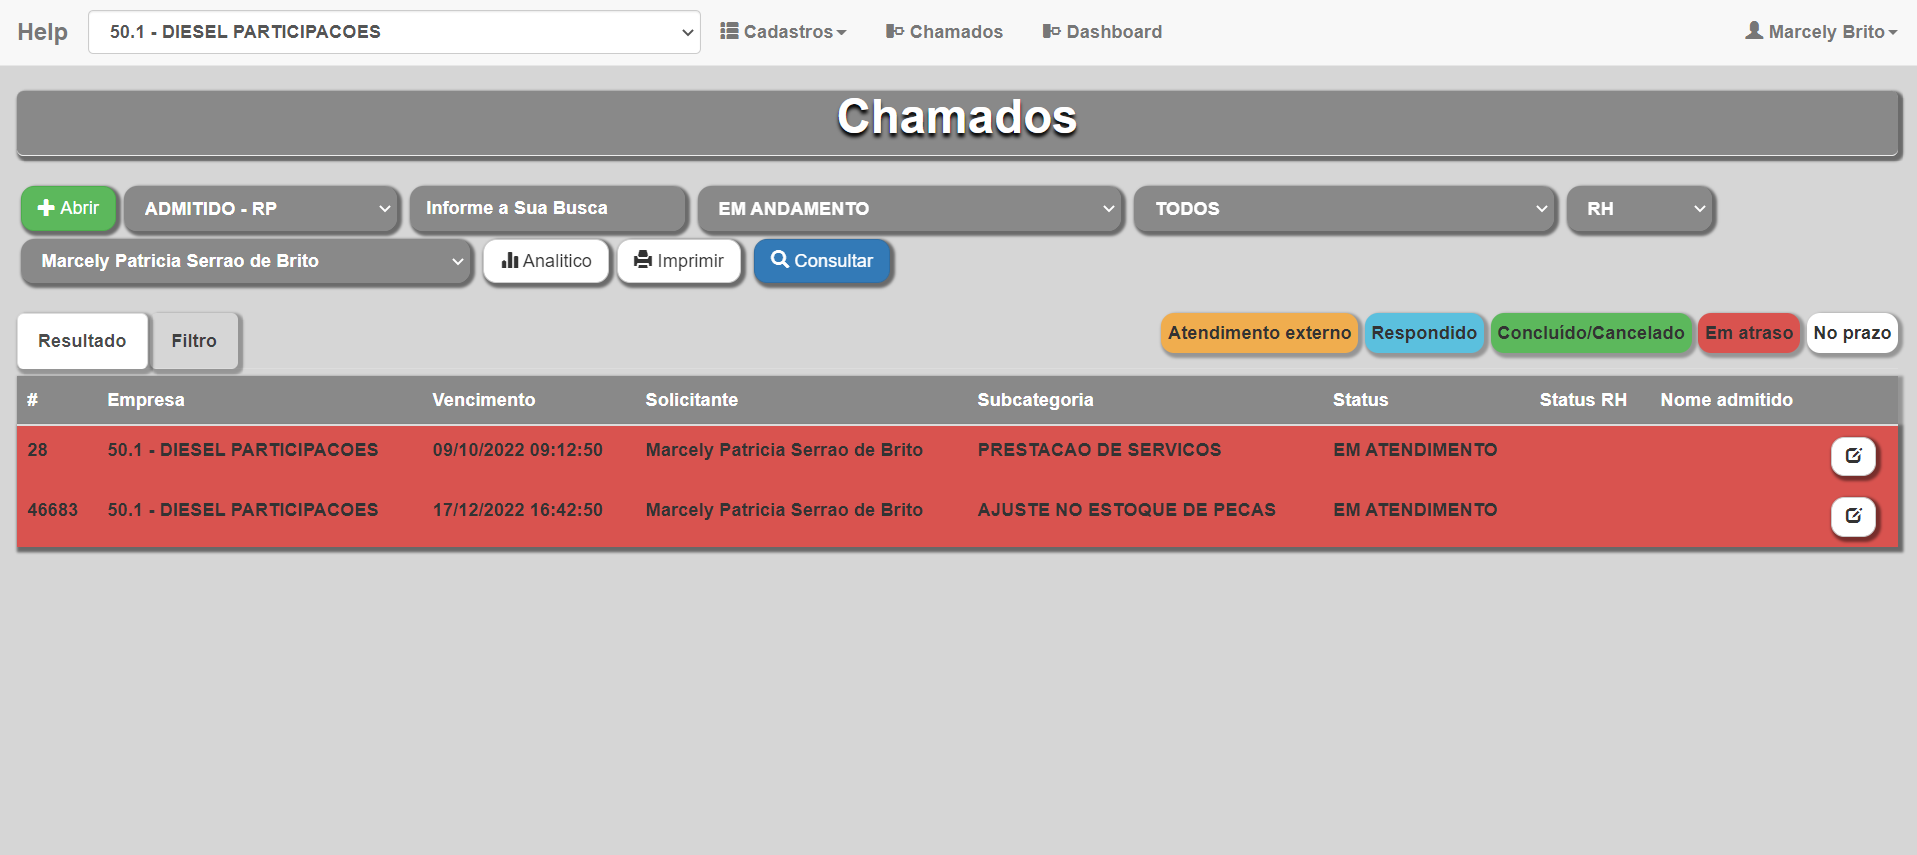 Help 50.1 - DIESEL PARTICIPACOES Cadastros Chamados Dashboard Marcely Brito
Chamados
Abrir ADMITIDO - RP Informe a Sua Busca EM ANDAMENTO TODOS RH
Marcely Patricia Serrao de Brito Analitico Imprimir Consultar
Resultado Filtro Atendimento externo Respondido Concluído/Cancelado Em atraso No prazo
# Empresa Vencimento Solicitante Subcategoria Status Status RH Nome admitido
28 50.1 - DIESEL PARTICIPACOES 09/10/2022 09:12:50 Marcely Patricia Serrao de Brito PRESTACAO DE SERVICOS EM ATENDIMENTO
46683 50.1 - DIESEL PARTICIPACOES 17/12/2022 16:42:50 Marcely Patricia Serrao de Brito AJUSTE NO ESTOQUE DE PECAS EM ATENDIMENTO